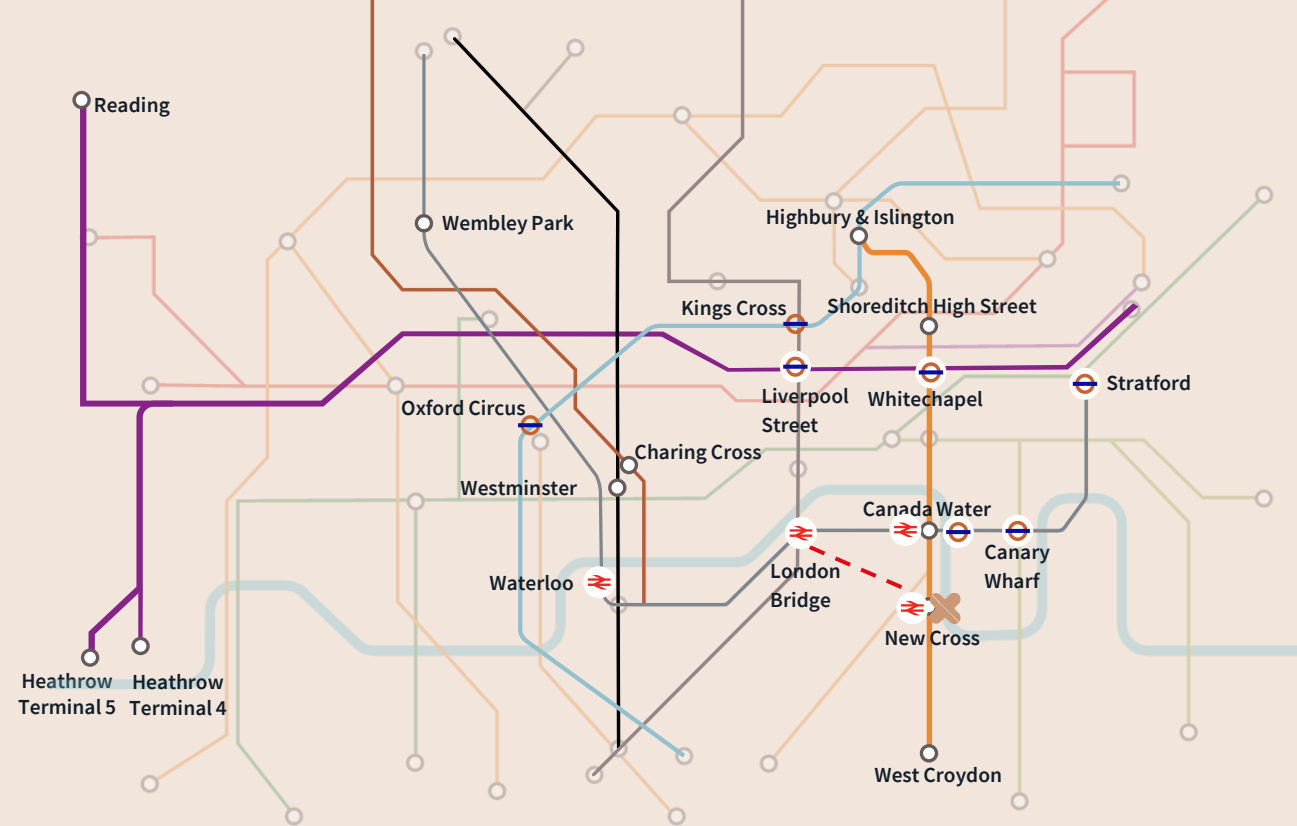 Reading
Wembley Park
Highbury & Islington
Kings Cross
Shoreditch High Street
Liverpool
Street
Whitechapel
Stratford
Oxford Circus
Charing Cross
Westminster
Canada Water
Canary
Wharf
Waterloo
London
Bridge
New Cross
Heathrow
Terminal 5
Heathrow
Terminal 4
West Croydon